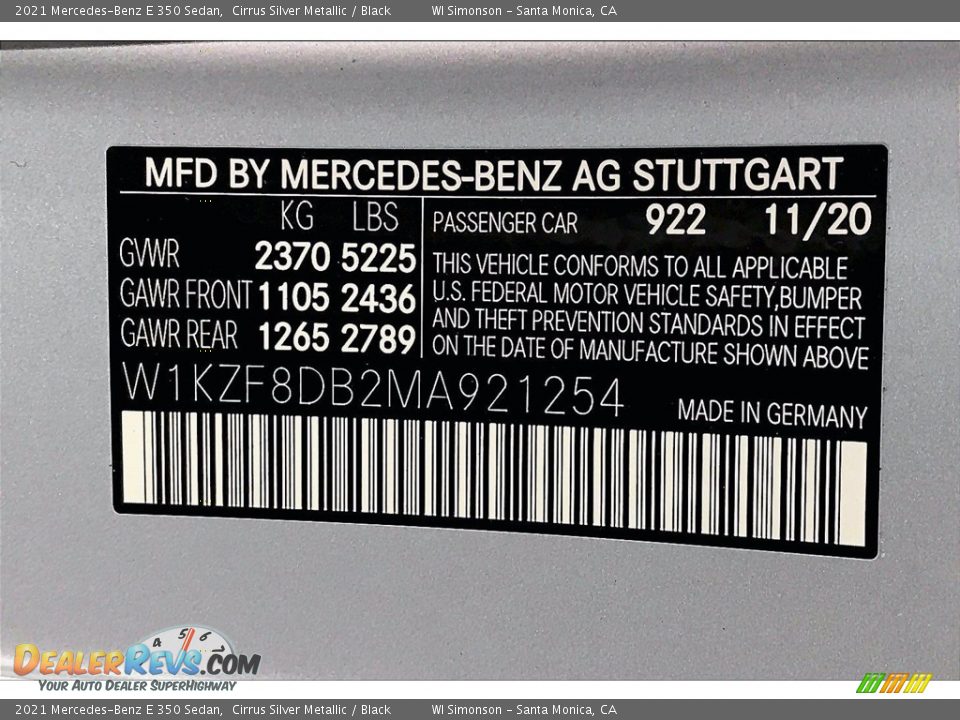 2021 Mercedes-Benz E 350 Sedan, Cirrus Silver Metallic / Black WI Simonson - Santa Monica, CA
MFD BY MERCEDES-BENZ AG STUTTGART
KG LBS
GVWR 2370 5225
GAWR FRONT 1105 2436
GAWR REAR 1265 2789
PASSENGER CAR 922 11/20
THIS VEHICLE CONFORMS TO ALL APPLICABLE
U.S. FEDERAL MOTOR VEHICLE SAFETY,BUMPER
AND THEFT PREVENTION STANDARDS IN EFFECT
ON THE DATE OF MANUFACTURE SHOWN ABOVE
W1KZF8DB2MA921254
MADE IN GERMANY
4 5 6 7
DEALERREVS.COM
YOUR AUTO DEALER SUPERHIGHWAY
2021 Mercedes-Benz E 350 Sedan, Cirrus Silver Metallic / Black WI Simonson - Santa Monica, CA